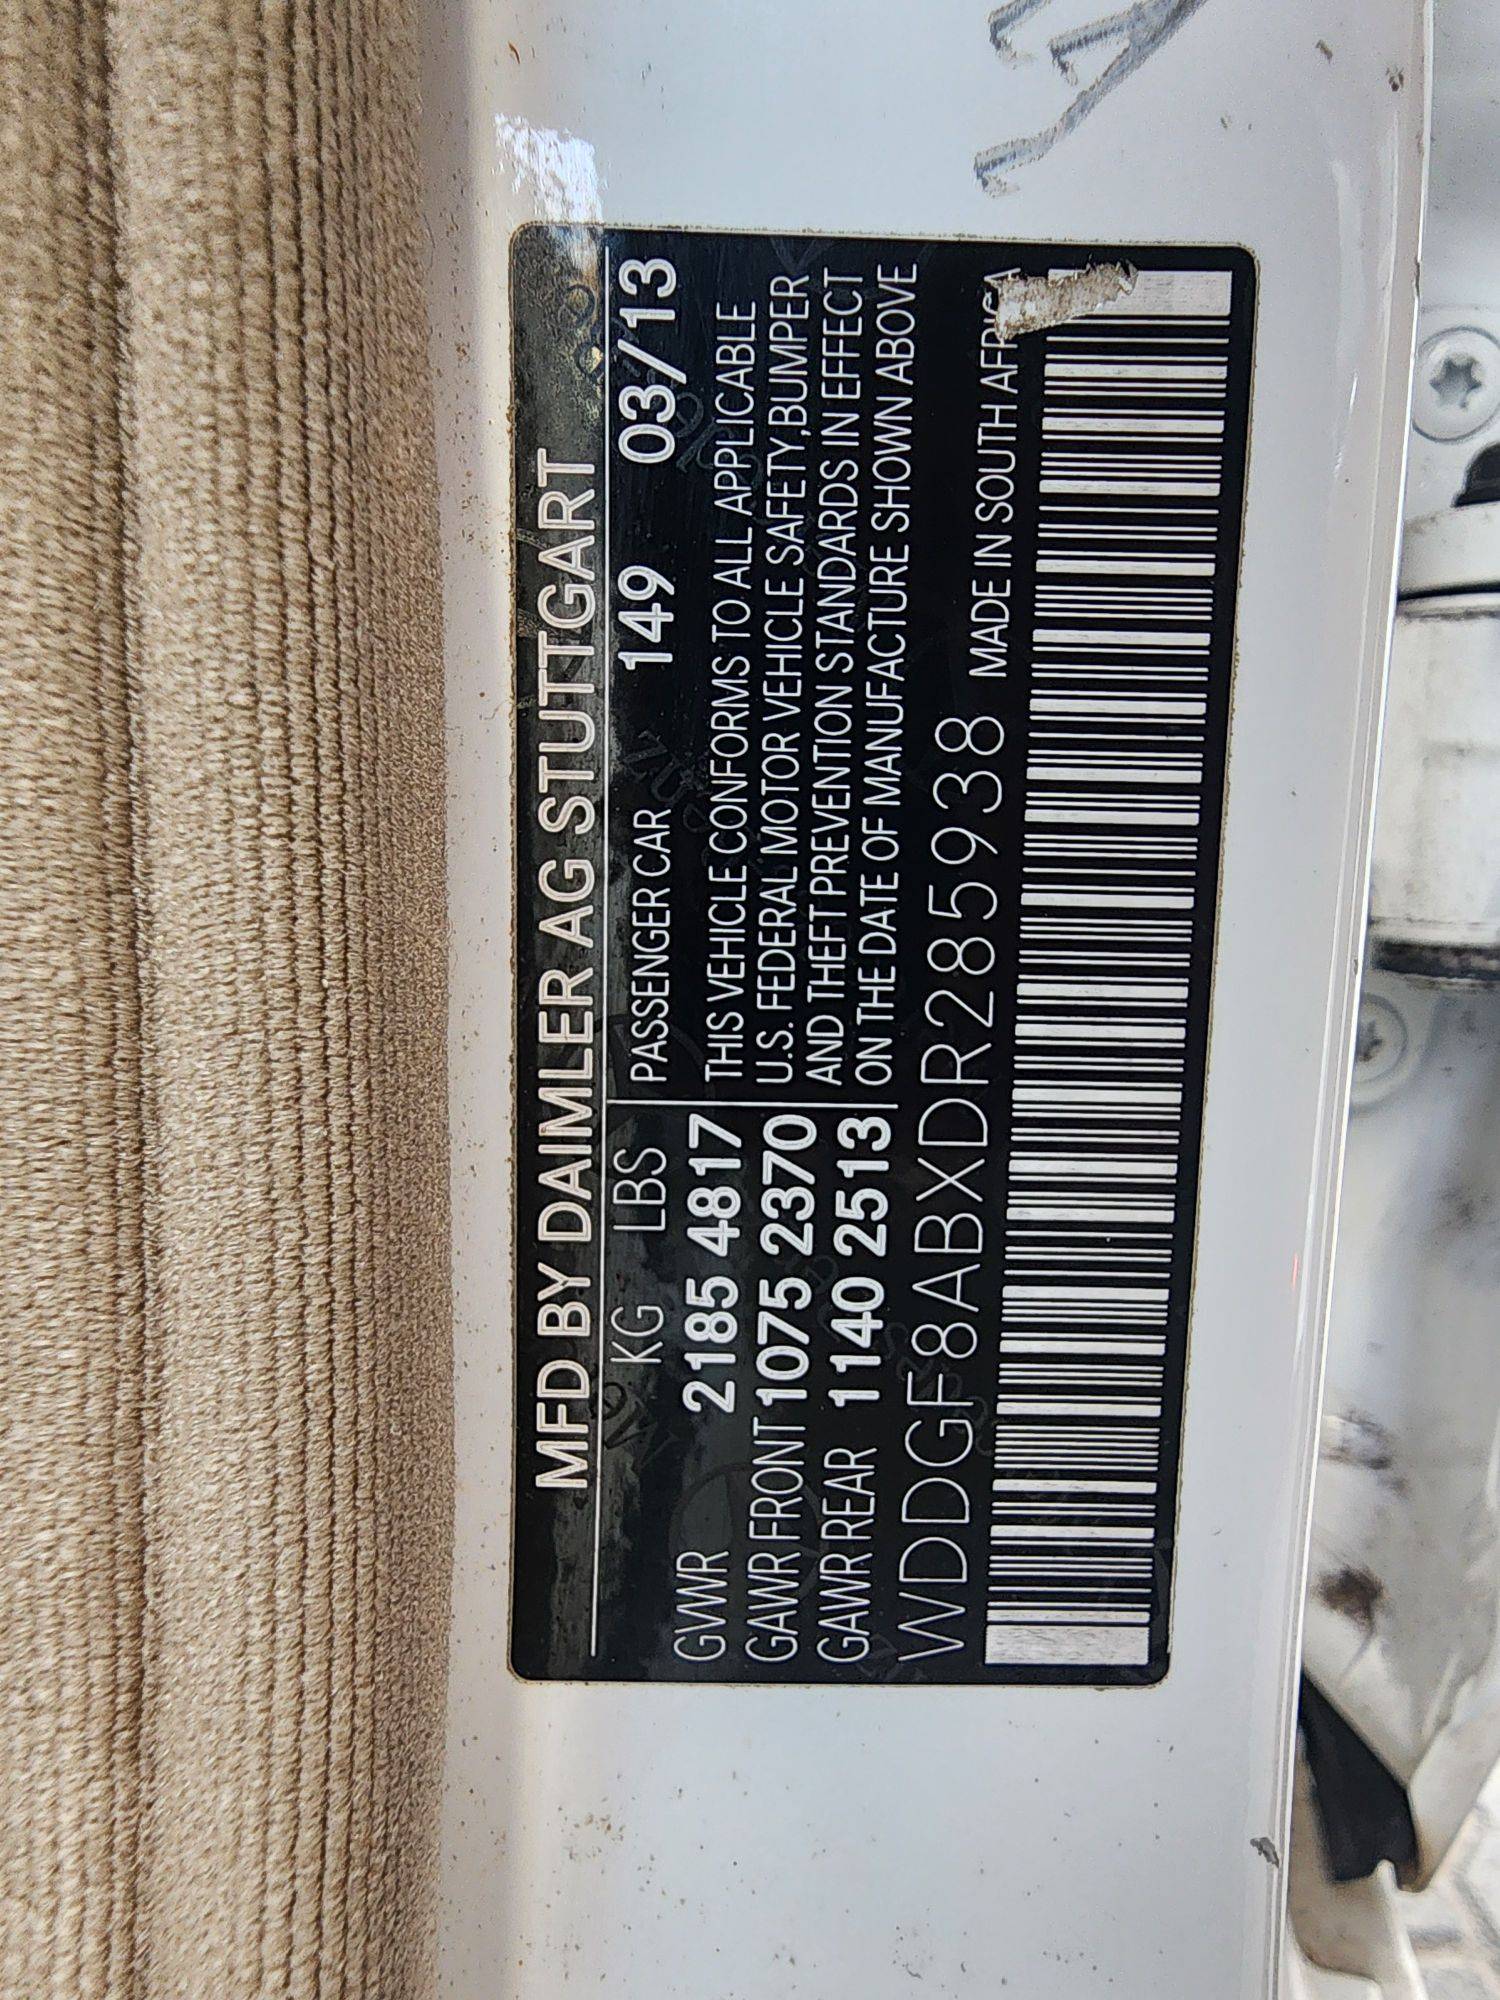 MFD BY DAIMLER AG STUTTGART
KG LBS
GVWR 2185 4817
GAWR FRONT 1075 2370
GAWR REAR 1140 2513
PASSENGER CAR 149 03/13
THIS VEHICLE CONFORMS TO ALL APPLICABLE
U.S. FEDERAL MOTOR VEHICLE SAFETY,BUMPER
AND THEFT PREVENTION STANDARDS IN EFFECT
ON THE DATE OF MANUFACTURE SHOWN ABOVE
WDDGF8ABXDR285938 MADE IN SOUTH